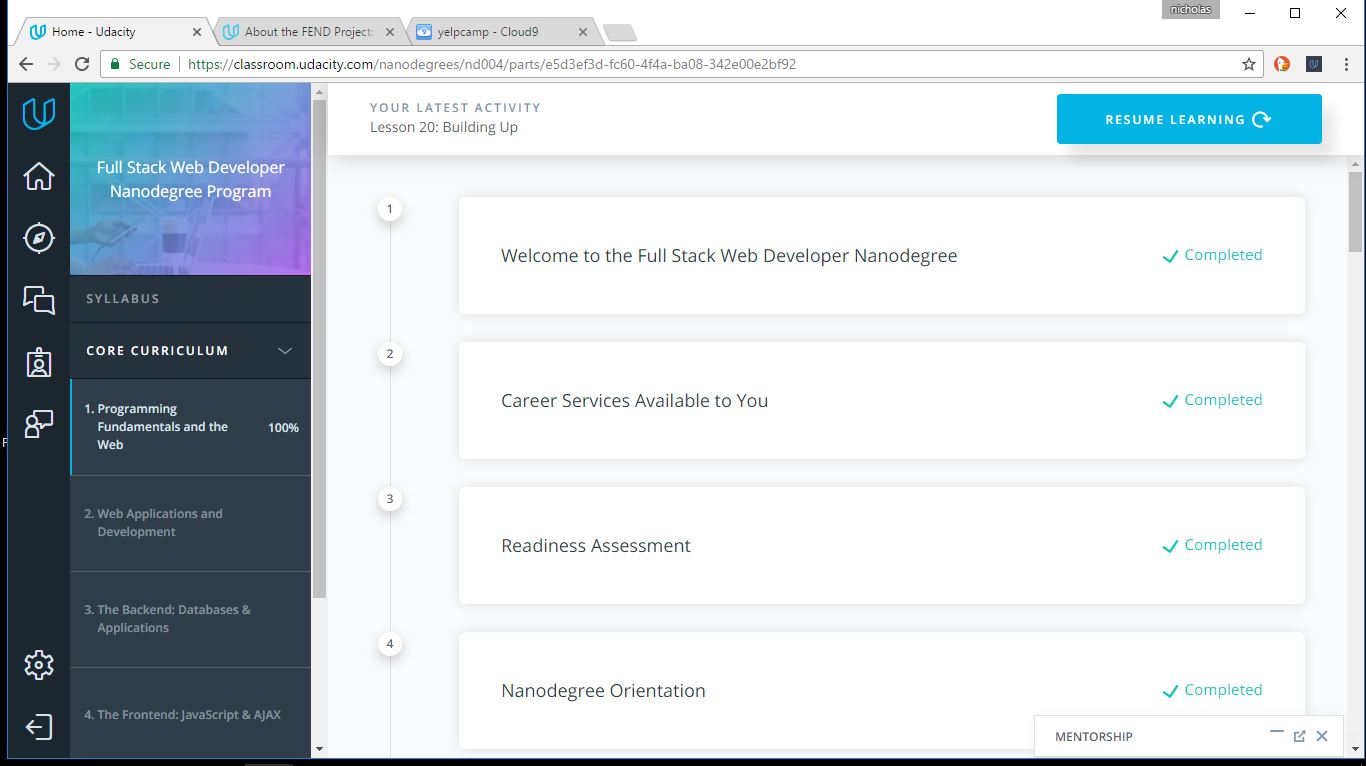 nicholas
Home - Udacity
About the FEND Project:
yelpcamp - Cloud9
Secure
https://classroom.udacity.com/nanodegrees/nd004/parts/e5d3ef3d-fc60-4f4a-ba08-342e00e2bf92
Full Stack Web Developer
Nanodegree Program
SYLLABUS
CORE CURRICULUM
1. Programming
Fundamentals and the
Web
100%
2. Web Applications and
Development
3. The Backend: Databases &
Applications
4. The Frontend: JavaScript & AJAX
YOUR LATEST ACTIVITY
Lesson 20: Building Up
RESUME LEARNING
1
Welcome to the Full Stack Web Developer Nanodegree
Completed
2
Career Services Available to You
Completed
3
Readiness Assessment
Completed
4
Nanodegree Orientation
Completed
MENTORSHIP